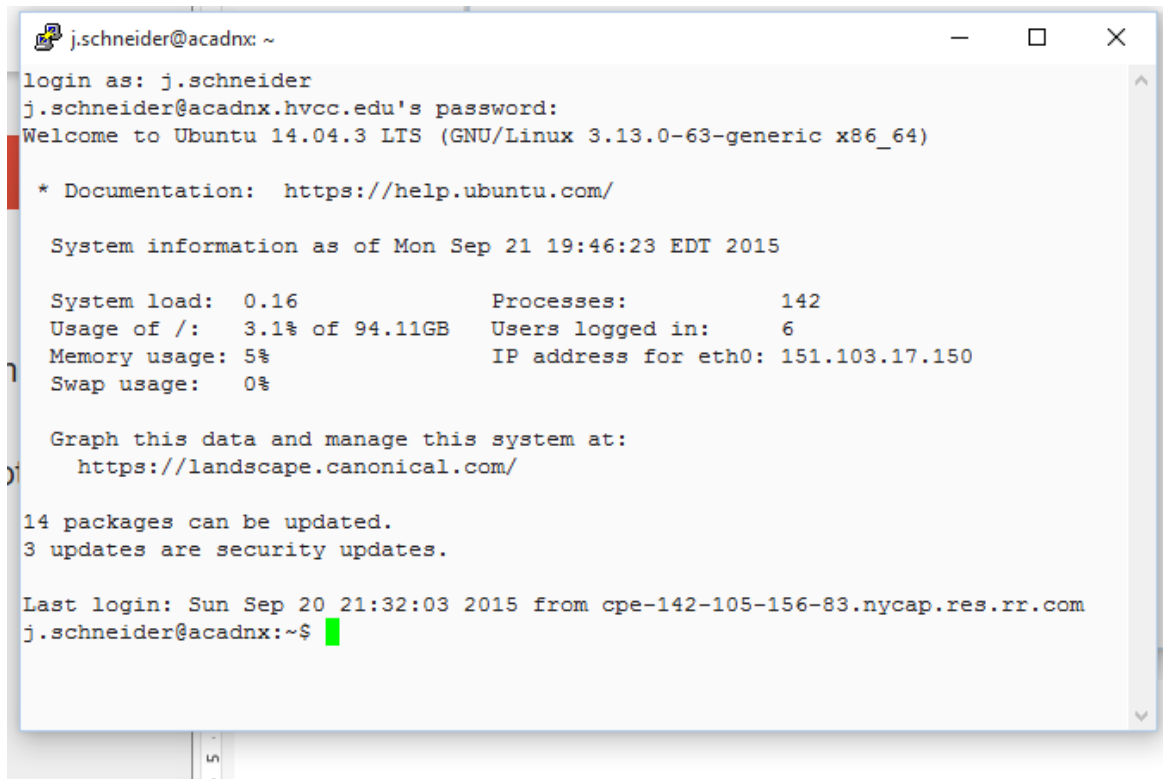 j.schneider@acadnx: ~
login as: j.schneider
j.schneider@acadnx.hvcc.edu's password:
Welcome to Ubuntu 14.04.3 LTS (GNU/Linux 3.13.0-63-generic x86_64)
* Documentation:  https://help.ubuntu.com/
System information as of Mon Sep 21 19:46:23 EDT 2015
System load:  0.16              Processes:           142
Usage of /:   3.1% of 94.11GB   Users logged in:     6
Memory usage: 5%                IP address for eth0: 151.103.17.150
Swap usage:   0%
Graph this data and manage this system at:
https://landscape.canonical.com/
14 packages can be updated.
3 updates are security updates.
Last login: Sun Sep 20 21:32:03 2015 from cpe-142-105-156-83.nycap.res.rr.com
j.schneider@acadnx:~$
5